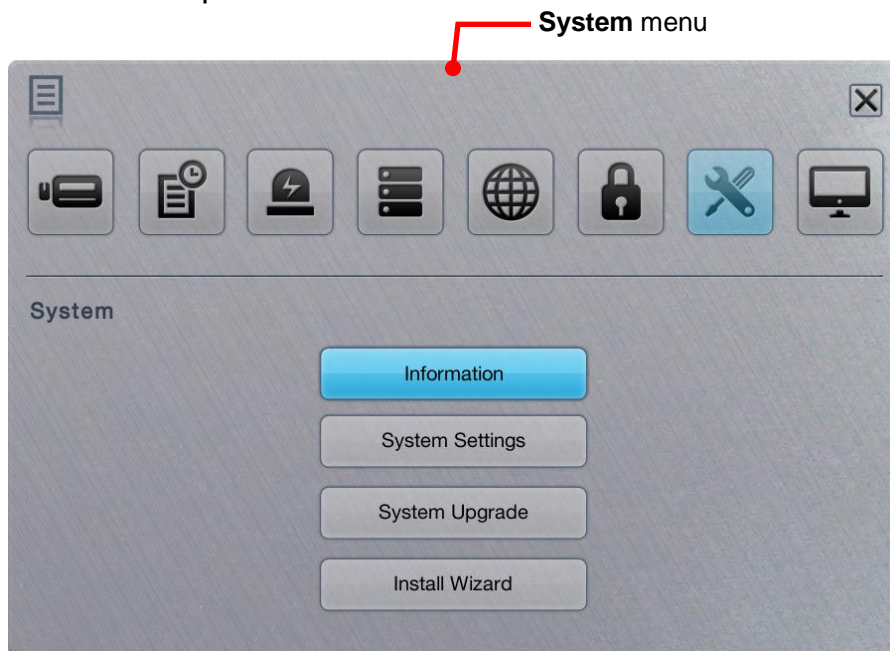 System menu
System
Information
System Settings
System Upgrade
Install Wizard